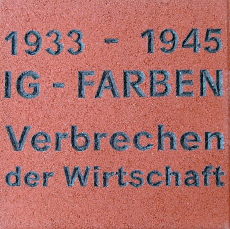 1933 - 1945
IG - FARBEN
Verbrechen
der Wirtschaft